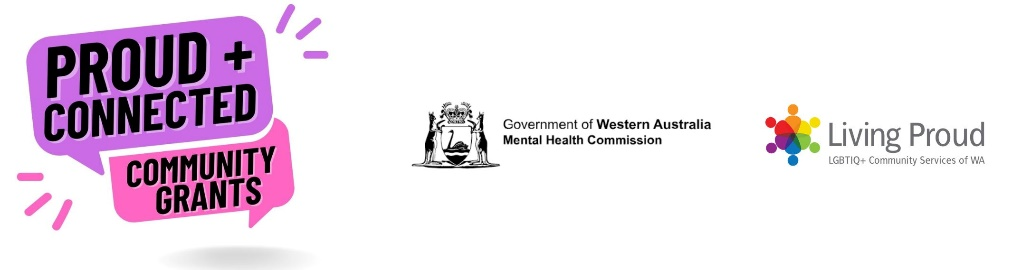 PROUD +
CONNECTED
COMMUNITY
GRANTS
Government of Western Australia
Mental Health Commission
Living Proud
LGBTIQ+ Community Services of WA